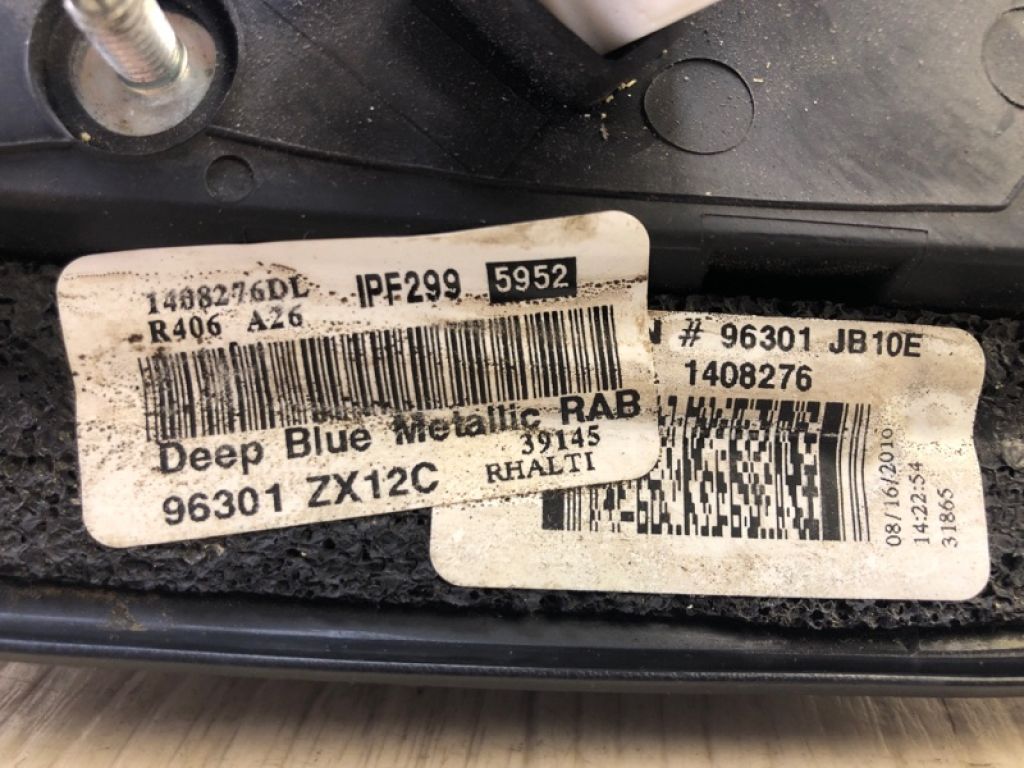 1408276DL IPF299 5952
R406 A26
Deep Blue Metallic RAB
39145
96301 ZX12C RHALTI
# 96301 JB10E
1408276
08/16/2010
14:22:54
31865